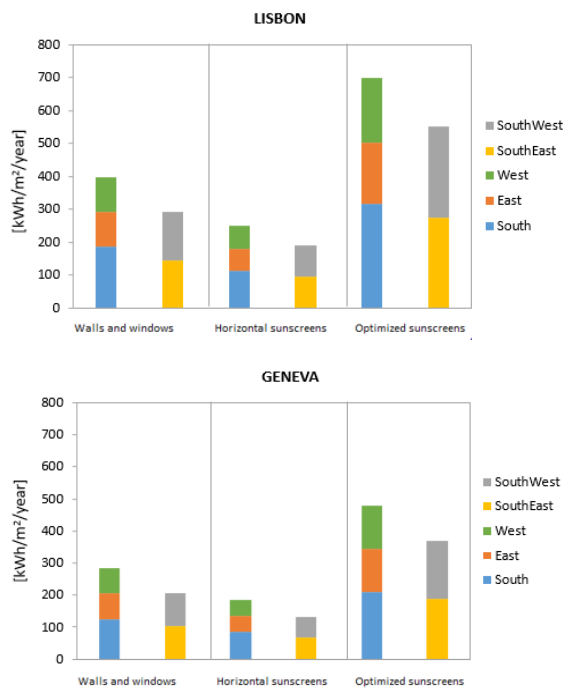 LISBON
[kWh/m²/year]
800
700
600
500
400
300
200
100
0
Walls and windows
Horizontal sunscreens
Optimized sunscreens
SouthWest
SouthEast
West
East
South
GENEVA
[kWh/m²/year]
800
700
600
500
400
300
200
100
0
Walls and windows
Horizontal sunscreens
Optimized sunscreens
SouthWest
SouthEast
West
East
South